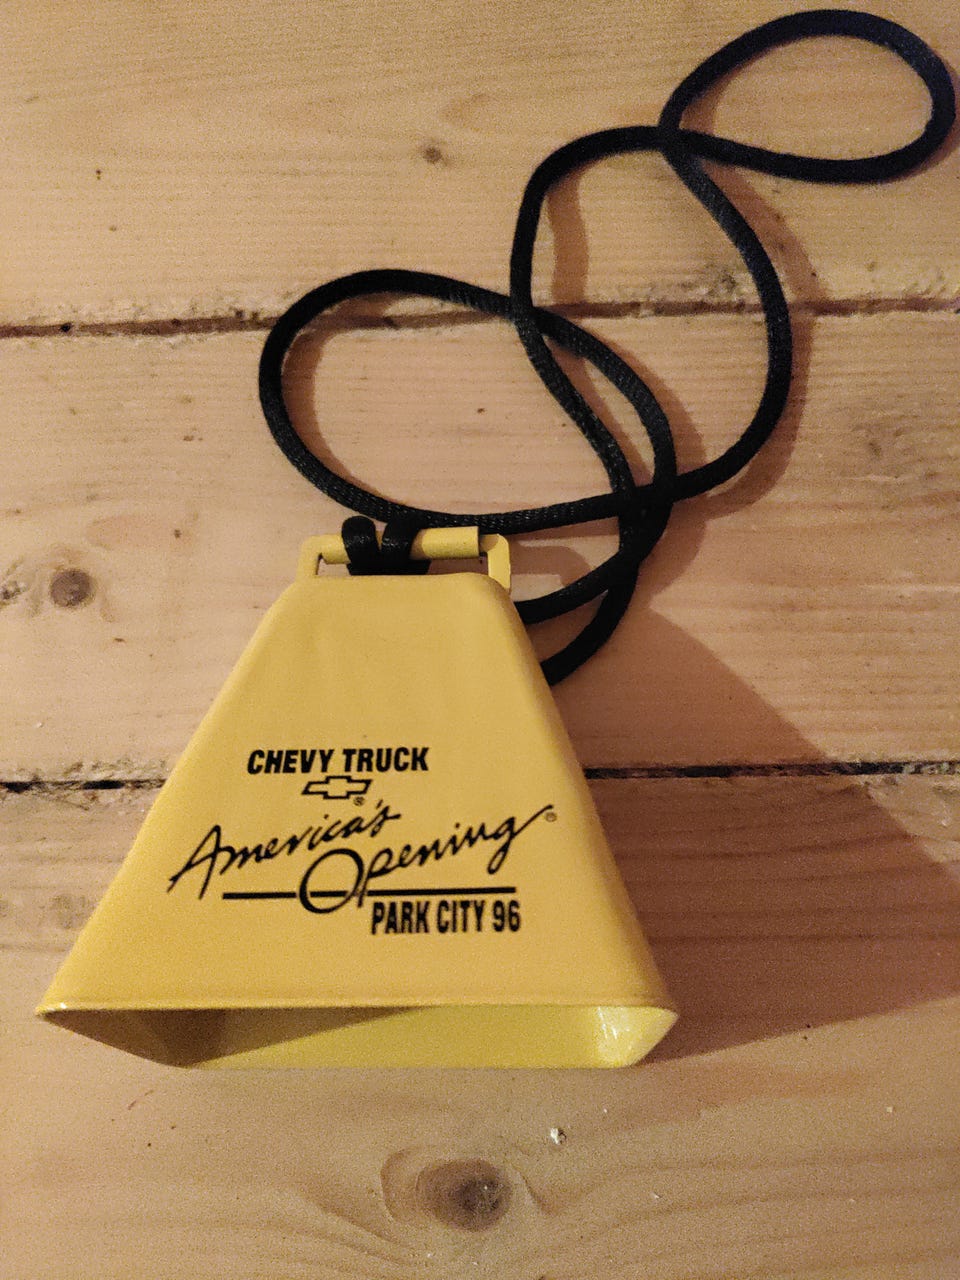 CHEVY TRUCK
®
America's
Opening®
PARK CITY 96